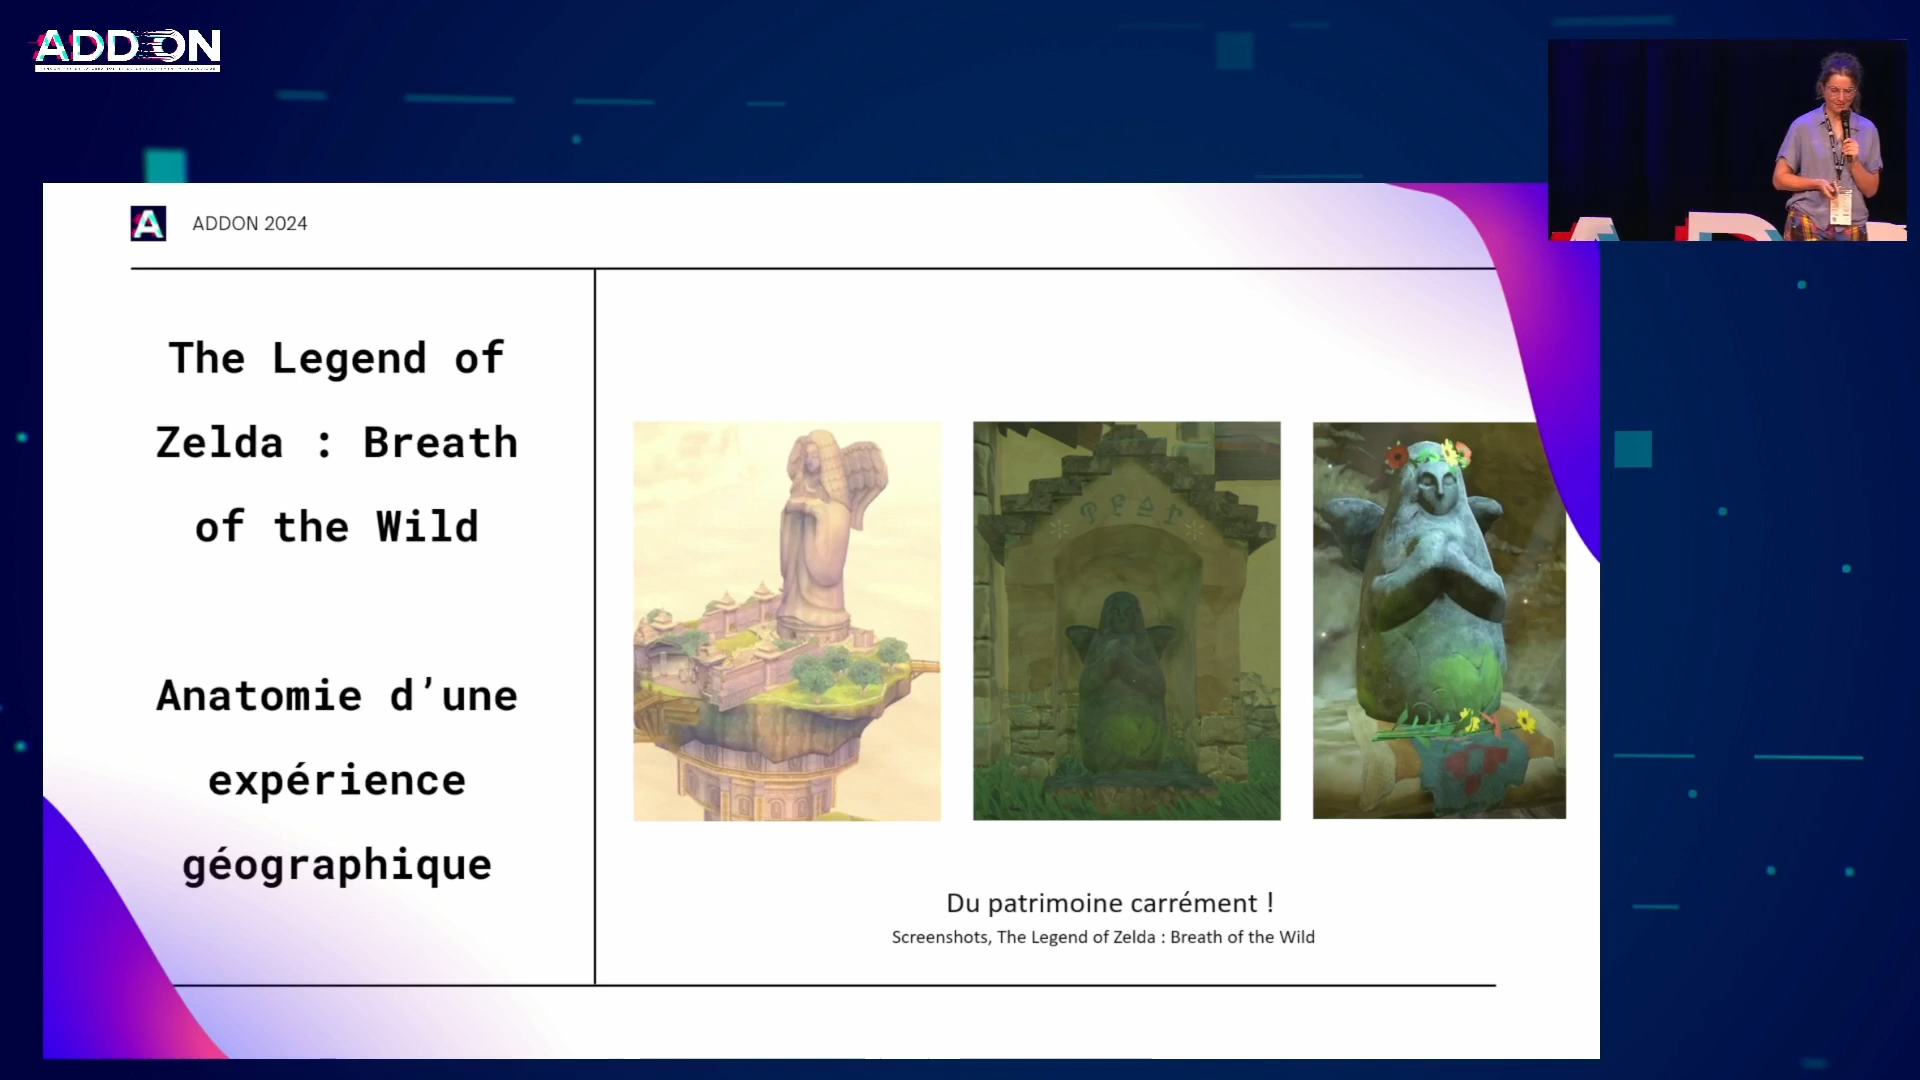 ADDON
ADDON 2024
The Legend of
Zelda : Breath
of the Wild
Anatomie d’une
expérience
géographique
Du patrimoine carrément !
Screenshots, The Legend of Zelda : Breath of the Wild